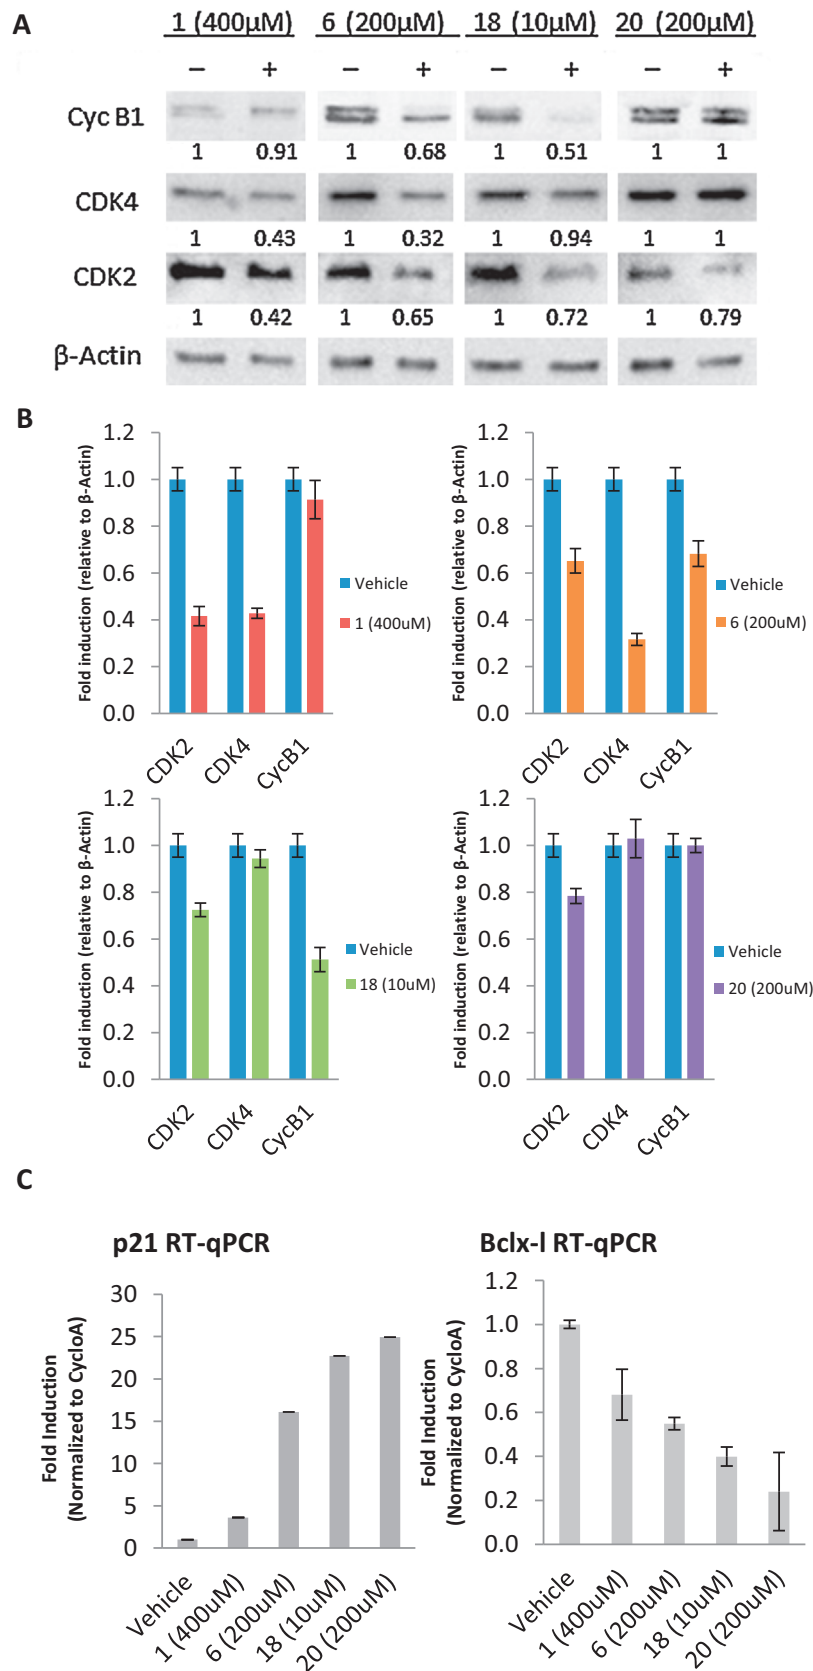 A
1 (400µM) 6 (200µM) 18 (10µM) 20 (200µM)
– + – + – + – +
Cyc B1
1 0.91 1 0.68 1 0.51 1 1
CDK4
1 0.43 1 0.32 1 0.94 1 1
CDK2
1 0.42 1 0.65 1 0.72 1 0.79
β-Actin
B
Fold induction (relative to β-Actin)
1.2
1.0
0.8
0.6
0.4
0.2
0.0
CDK2 CDK4 CycB1
Vehicle
1 (400uM)
Fold induction (relative to β-Actin)
1.2
1.0
0.8
0.6
0.4
0.2
0.0
CDK2 CDK4 CycB1
Vehicle
6 (200uM)
Fold induction (relative to β-Actin)
1.2
1.0
0.8
0.6
0.4
0.2
0.0
CDK2 CDK4 CycB1
Vehicle
18 (10uM)
Fold induction (relative to β-Actin)
1.2
1.0
0.8
0.6
0.4
0.2
0.0
CDK2 CDK4 CycB1
Vehicle
20 (200uM)
C
p21 RT-qPCR
Fold Induction
(Normalized to CycloA)
30
25
20
15
10
5
0
Vehicle 1 (400uM) 6 (200uM) 18 (10uM) 20 (200uM)
Bclx-l RT-qPCR
Fold Induction
(Normalized to CycloA)
1.2
1.0
0.8
0.6
0.4
0.2
0.0
Vehicle 1 (400uM) 6 (200uM) 18 (10uM) 20 (200uM)